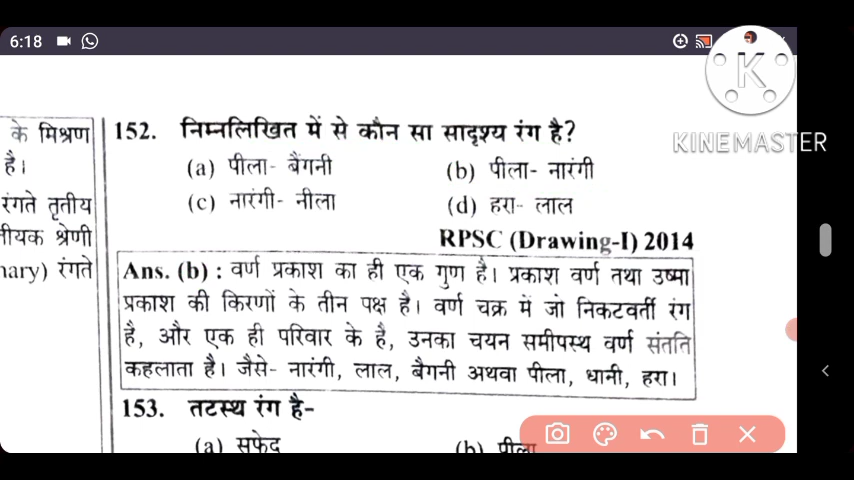 6:18
K
KINEMASTER
के मिश्रण
है।
रंगते तृतीय
तीयक श्रेणी
nary) रंगते
152. निम्नलिखित में से कौन सा सादृश्य रंग है?
(a) पीला- बैंगनी (b) पीला- नारंगी
(c) नारंगी- नीला (d) हरा- लाल
RPSC (Drawing-I) 2014
Ans. (b) : वर्ण प्रकाश का ही एक गुण है। प्रकाश वर्ण तथा उष्मा
प्रकाश की किरणों के तीन पक्ष है। वर्ण चक्र में जो निकटवर्ती रंग
है, और एक ही परिवार के है, उनका चयन समीपस्थ वर्ण संतति
कहलाता है। जैसे- नारंगी, लाल, बैगनी अथवा पीला, धानी, हरा।
153. तटस्थ रंग है-
(a) सफेद (b) पीला